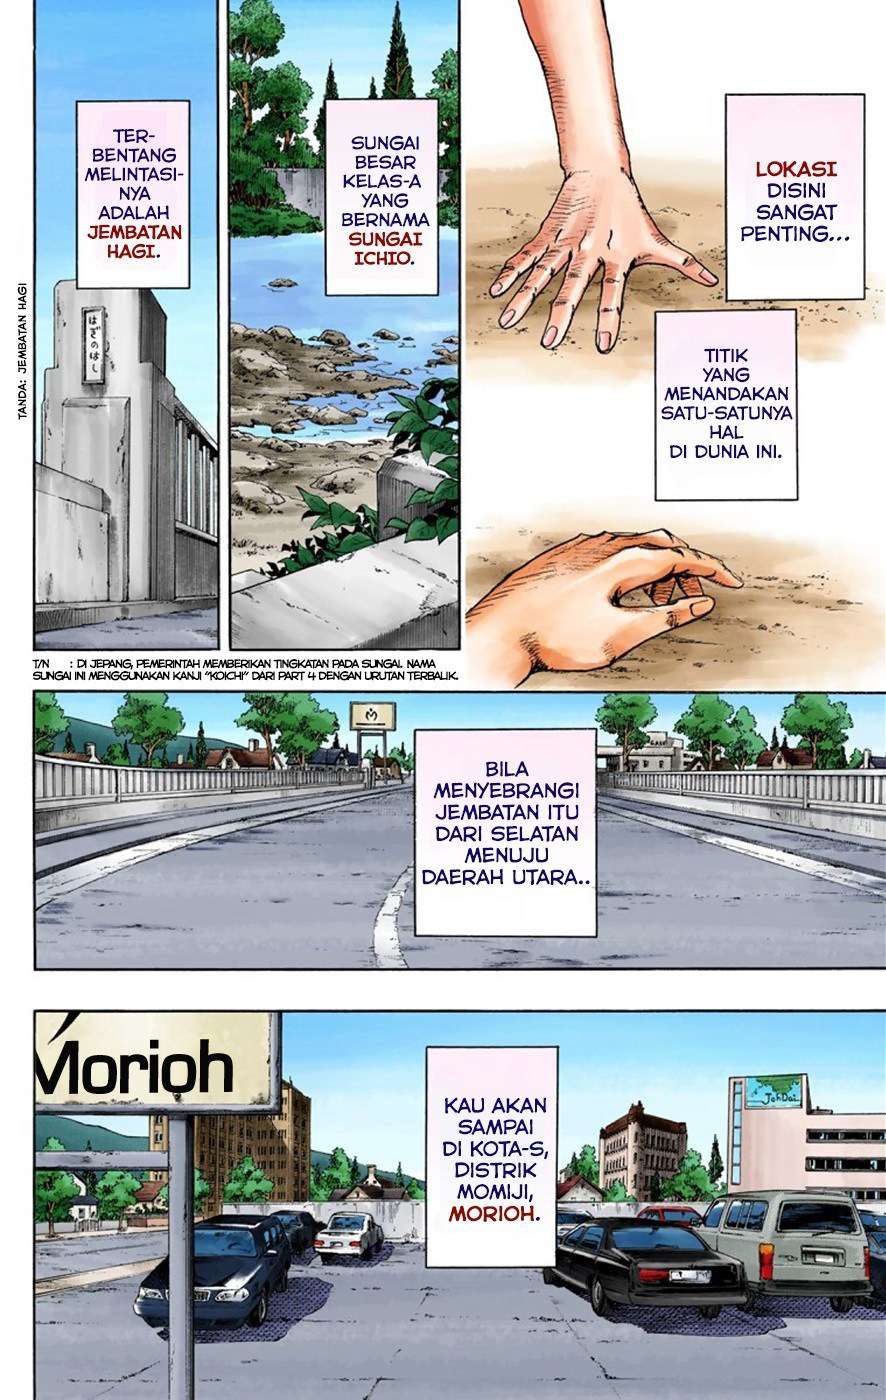 LOKASI
DISINI
SANGAT
PENTING...
TITIK
YANG
MENANDAKAN
SATU-SATUNYA
HAL
DI DUNIA INI.
SUNGAI
BESAR
KELAS-A
YANG
BERNAMA
SUNGAI
ICHIO.
TER-
BENTANG
MELINTASI-
NYA
ADALAH
JEMBATAN
HAGI.
はぎのはし
TANDA: JEMBATAN HAGI
T/N : DI JEPANG, PEMERINTAH MEMBERIKAN TINGKATAN PADA SUNGAI. NAMA
SUNGAI INI MENGGUNAKAN KANJI "KOICHI" DARI PART 4 DENGAN URUTAN TERBALIK.
BILA
MENYEBRANGI
JEMBATAN ITU
DARI SELATAN
MENUJU
DAERAH UTARA..
Morioh
KAU AKAN
SAMPAI
DI KOTA-S,
DISTRIK
MOMIJI,
MORIOH.